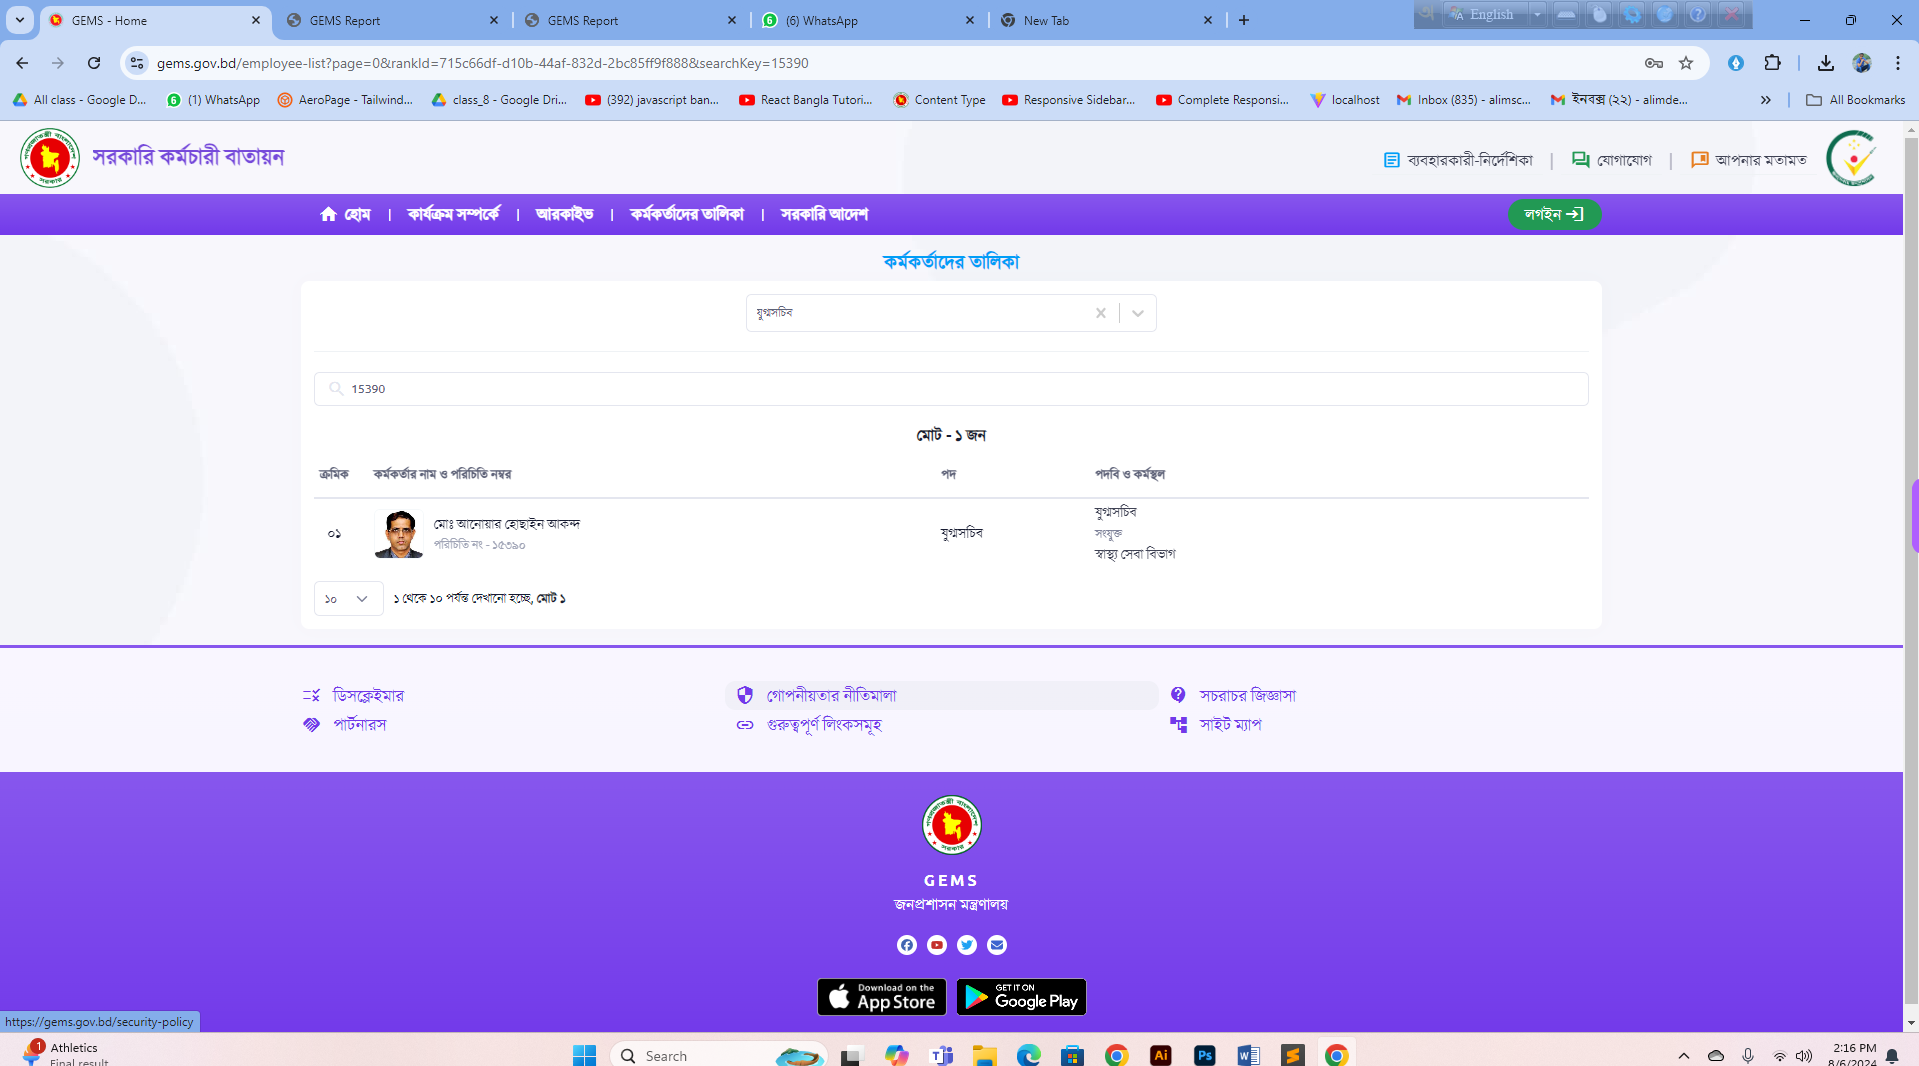 GEMS - Home
GEMS Report
GEMS Report
(6) WhatsApp
New Tab
English
gems.gov.bd/employee-list?page=0&rankId=715c66df-d10b-44af-832d-2bc85ff9f888&searchKey=15390
All class - Google D...
(1) WhatsApp
AeroPage - Tailwind...
class_8 - Google Dri...
(392) javascript ban...
React Bangla Tutori...
Content Type
Responsive Sidebar...
Complete Responsi...
localhost
Inbox (835) - alimsc...
ইনবক্স (২২) - alimde...
All Bookmarks
সরকারি কর্মচারী বাতায়ন
ব্যবহারকারী-নির্দেশিকা | যোগাযোগ | আপনার মতামত
হোম | কার্যক্রম সম্পর্কে | আরকাইভ | কর্মকর্তাদের তালিকা | সরকারি আদেশ
লগইন
কর্মকর্তাদের তালিকা
যুগ্মসচিব
15390
মোট - ১ জন
ক্রমিক কর্মকর্তার নাম ও পরিচিতি নম্বর পদ পদবি ও কর্মস্থল
০১
মোঃ আনোয়ার হোছাইন আকন্দ
পরিচিতি নং - ১৫৩৯০
যুগ্মসচিব
যুগ্মসচিব
সংযুক্ত
স্বাস্থ্য সেবা বিভাগ
১০
১ থেকে ১০ পর্যন্ত দেখানো হচ্ছে, মোট ১
ডিসক্লেইমার
গোপনীয়তার নীতিমালা
সচরাচর জিজ্ঞাসা
পার্টনারস
গুরুত্বপূর্ণ লিংকসমূহ
সাইট ম্যাপ
GEMS
জনপ্রশাসন মন্ত্রণালয়
Download on the
App Store
GET IT ON
Google Play
https://gems.gov.bd/security-policy
1
Athletics
Final result
Search
2:16 PM
8/6/2024